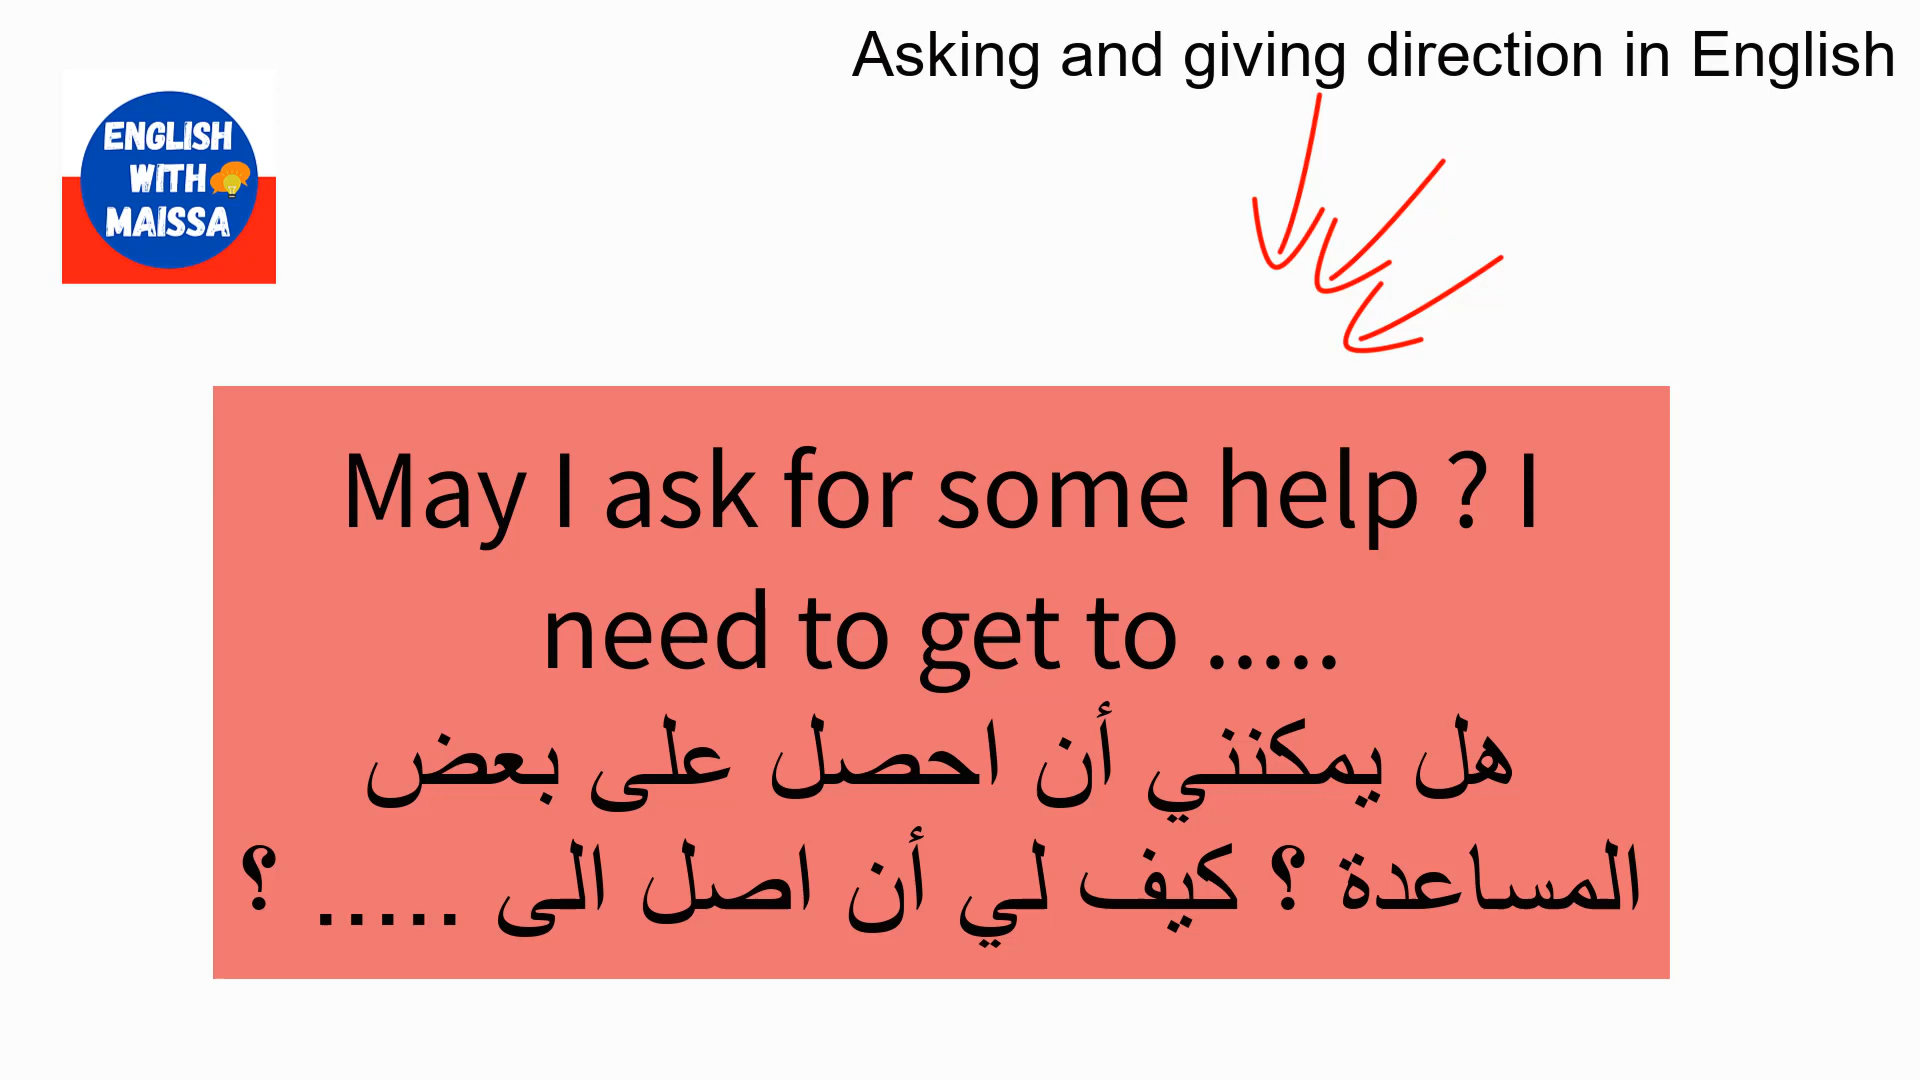 Asking and giving direction in English
ENGLISH
WITH
MAISSA
May I ask for some help ? I
need to get to .....
هل يمكنني أن احصل على بعض
المساعدة ؟ كيف لي أن اصل الى ..... ؟